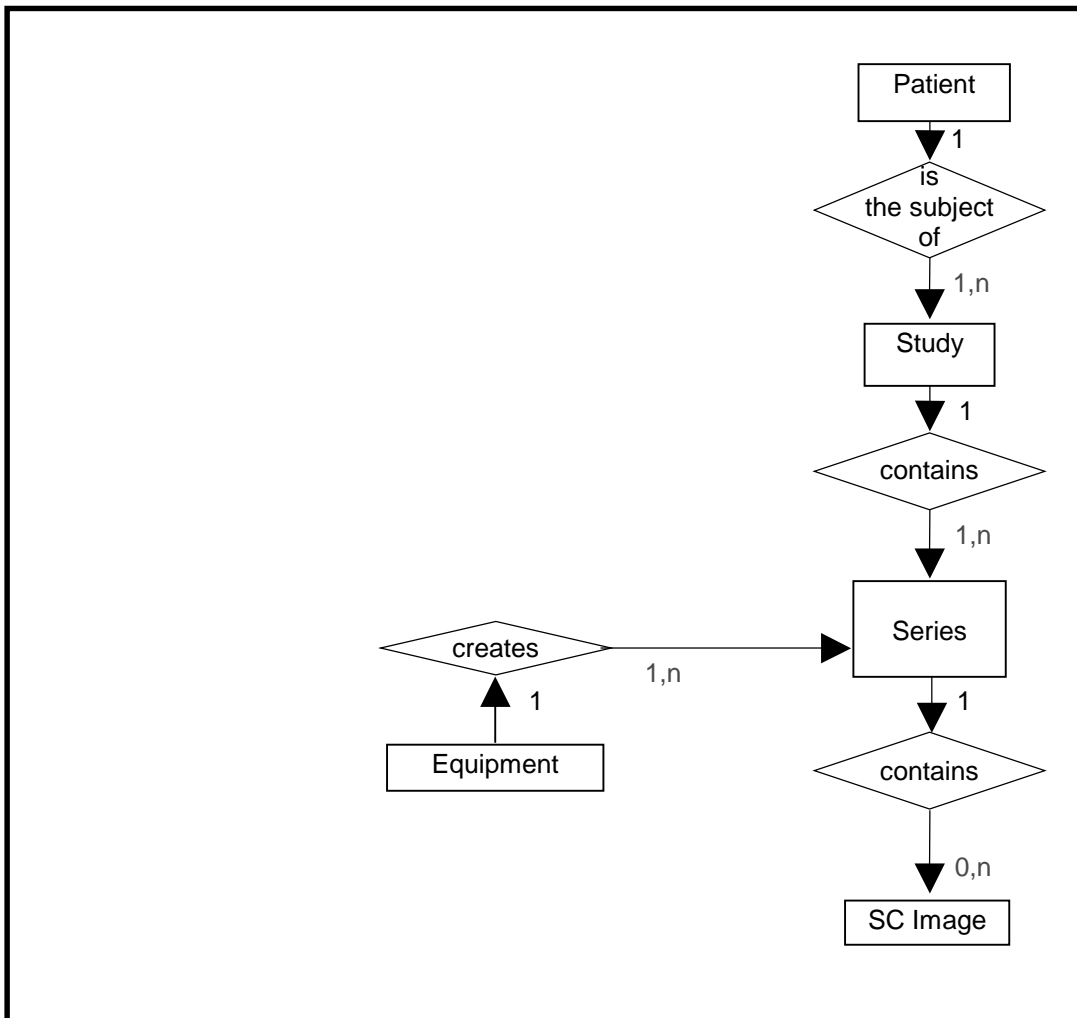 Patient
1
is
the subject
of
1,n
Study
1
contains
1,n
Series
creates
1,n
1
1
Equipment
contains
0,n
SC Image